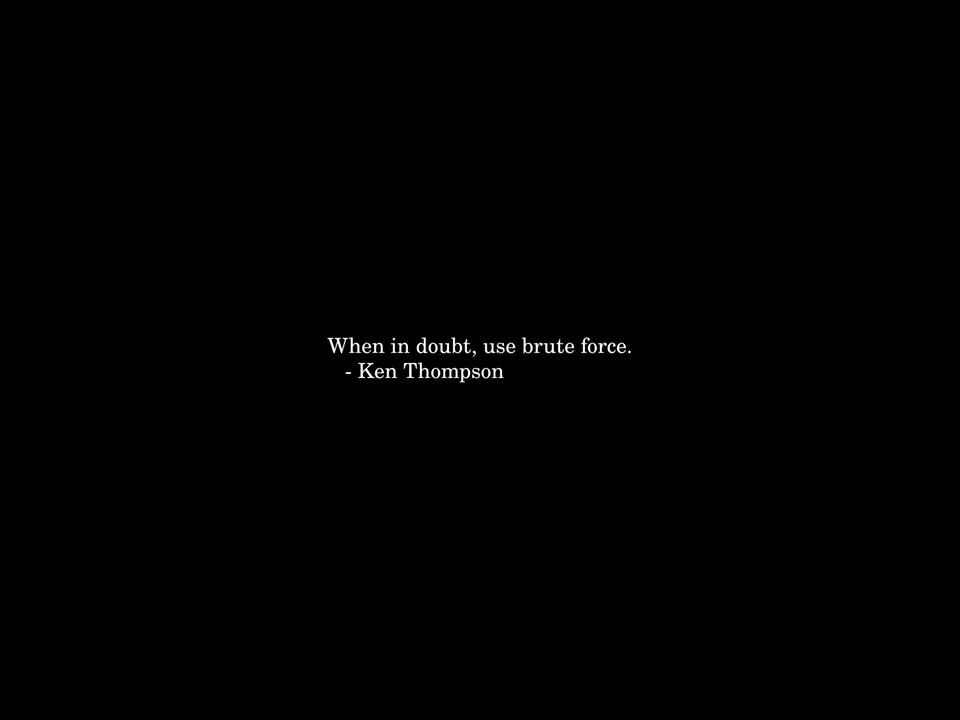 When in doubt, use brute force.
- Ken Thompson